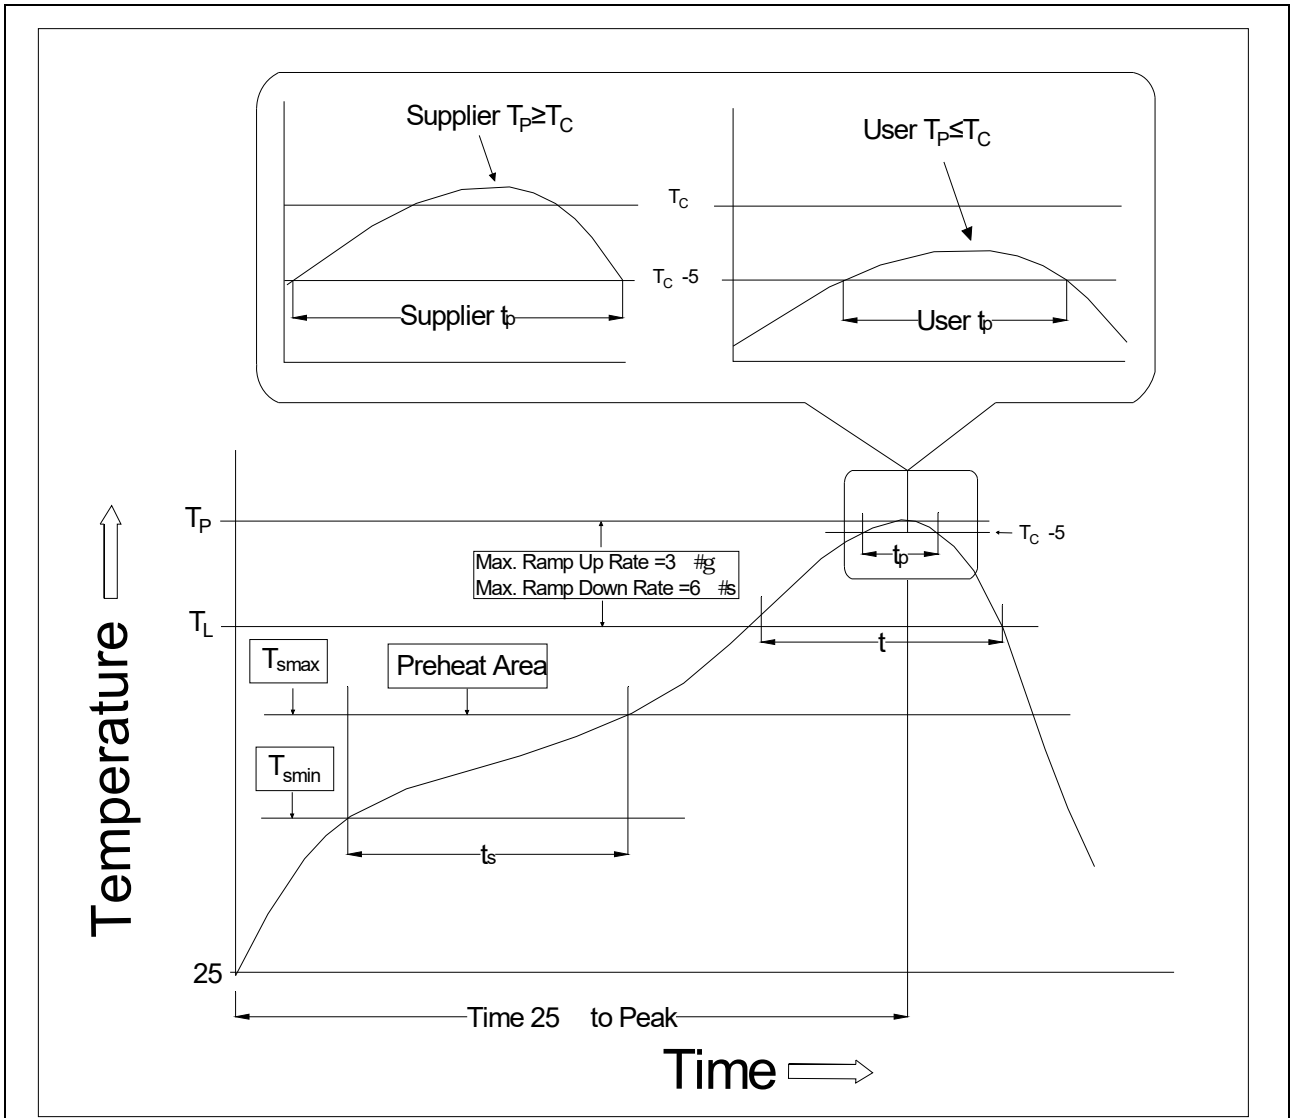 Supplier TP≥TC
User TP≤TC
TC
TC -5
Supplier tp
User tp
TP
TC -5
tp
Max. Ramp Up Rate =3 #g
Max. Ramp Down Rate =6 #s
TL
t
Tsmax
Preheat Area
Tsmin
ts
Temperature
25
Time 25 to Peak
Time